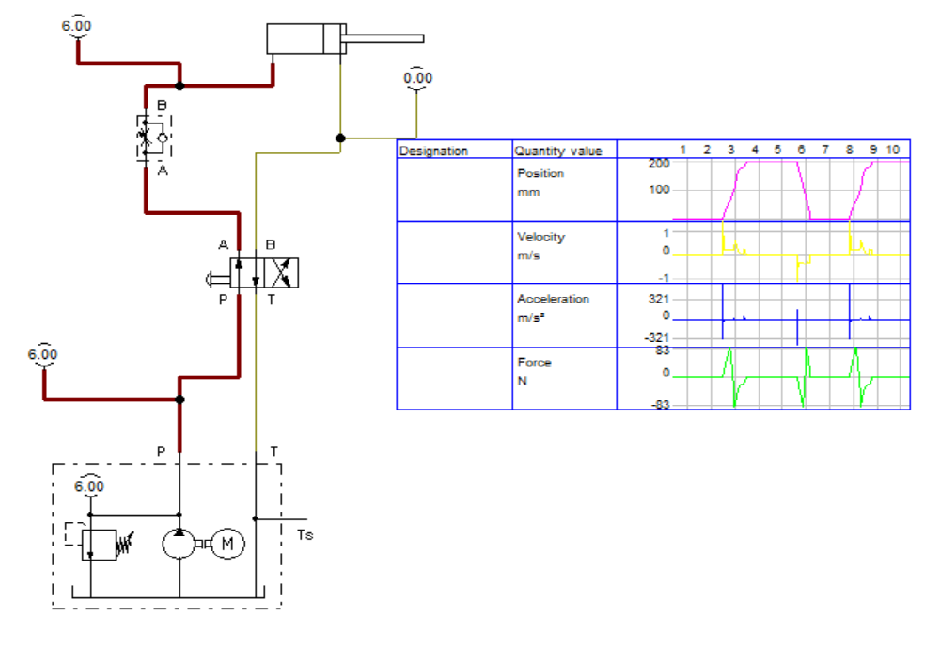 6.00
0.00
B
A
A B
P T
6.00
P T
6.00
M
Ts
Designation Quantity value 1 2 3 4 5 6 7 8 9 10
Position
mm
200
100
Velocity
m/s
1
0
-1
Acceleration
m/s²
321
0
-321
Force
N
83
0
-83